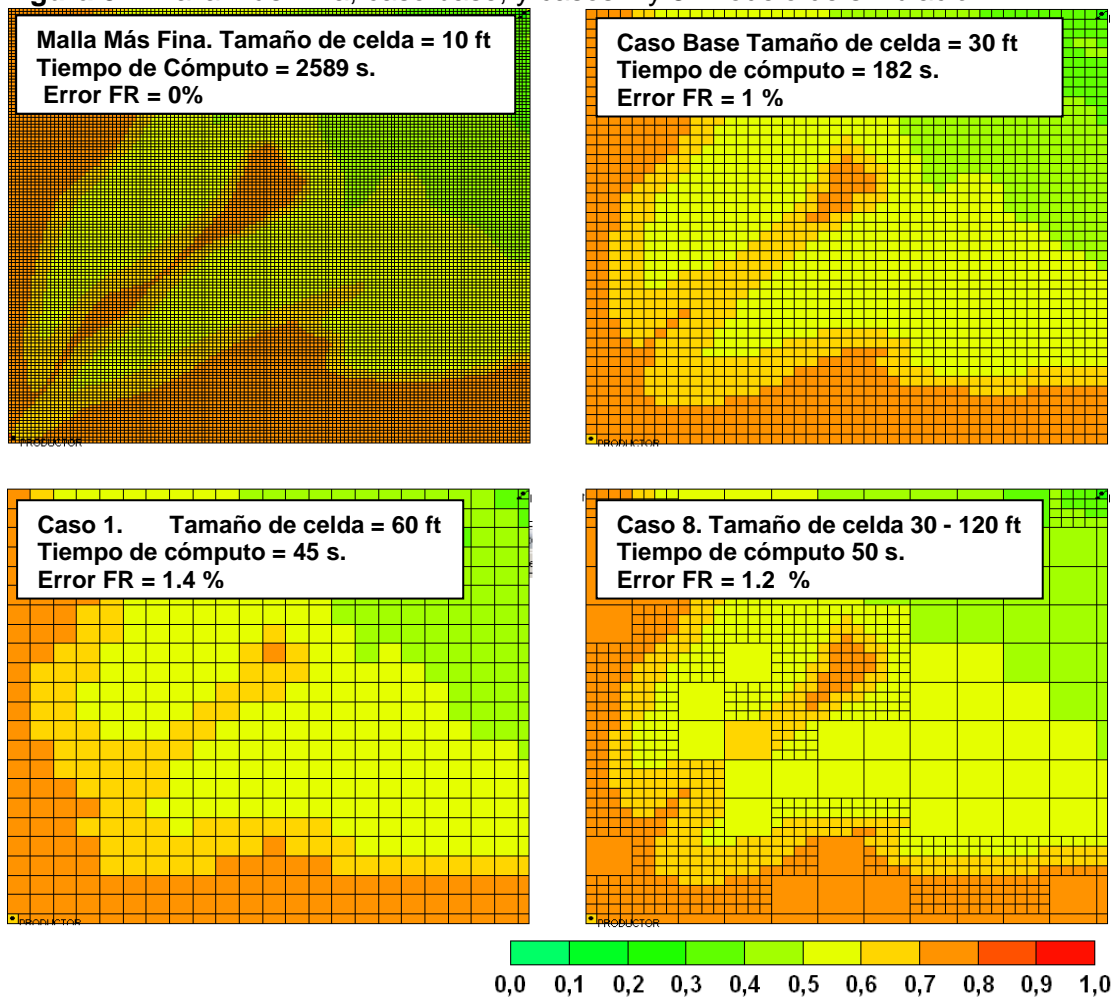 Malla Más Fina. Tamaño de celda = 10 ft
Tiempo de Cómputo = 2589 s.
Error FR = 0%
Caso Base Tamaño de celda = 30 ft
Tiempo de cómputo = 182 s.
Error FR = 1 %
PRODUCTOR
PRODUCTOR
Caso 1. Tamaño de celda = 60 ft
Tiempo de cómputo = 45 s.
Error FR = 1.4 %
Caso 8. Tamaño de celda 30 - 120 ft
Tiempo de cómputo 50 s.
Error FR = 1.2 %
PRODUCTOR
PRODUCTOR
0,0 0,1 0,2 0,3 0,4 0,5 0,6 0,7 0,8 0,9 1,0